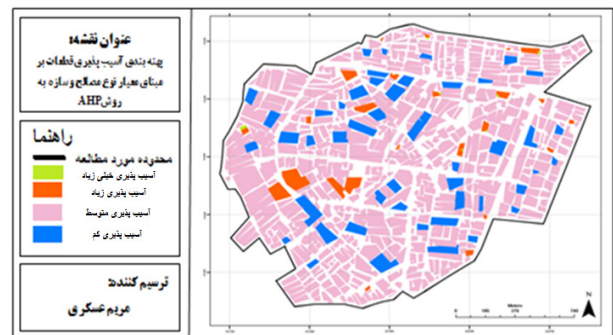 عنوان نقشه:
پهنه بندی آسیب پذیری قطعات بر
مبنای معیار نوع مصالح و سازه به
روش AHP
راهنما
محدوده مورد مطالعه
آسیب پذیری خیلی زیاد
آسیب پذیری زیاد
آسیب پذیری متوسط
آسیب پذیری کم
ترسیم کننده:
مریم عسکری
N
Meters